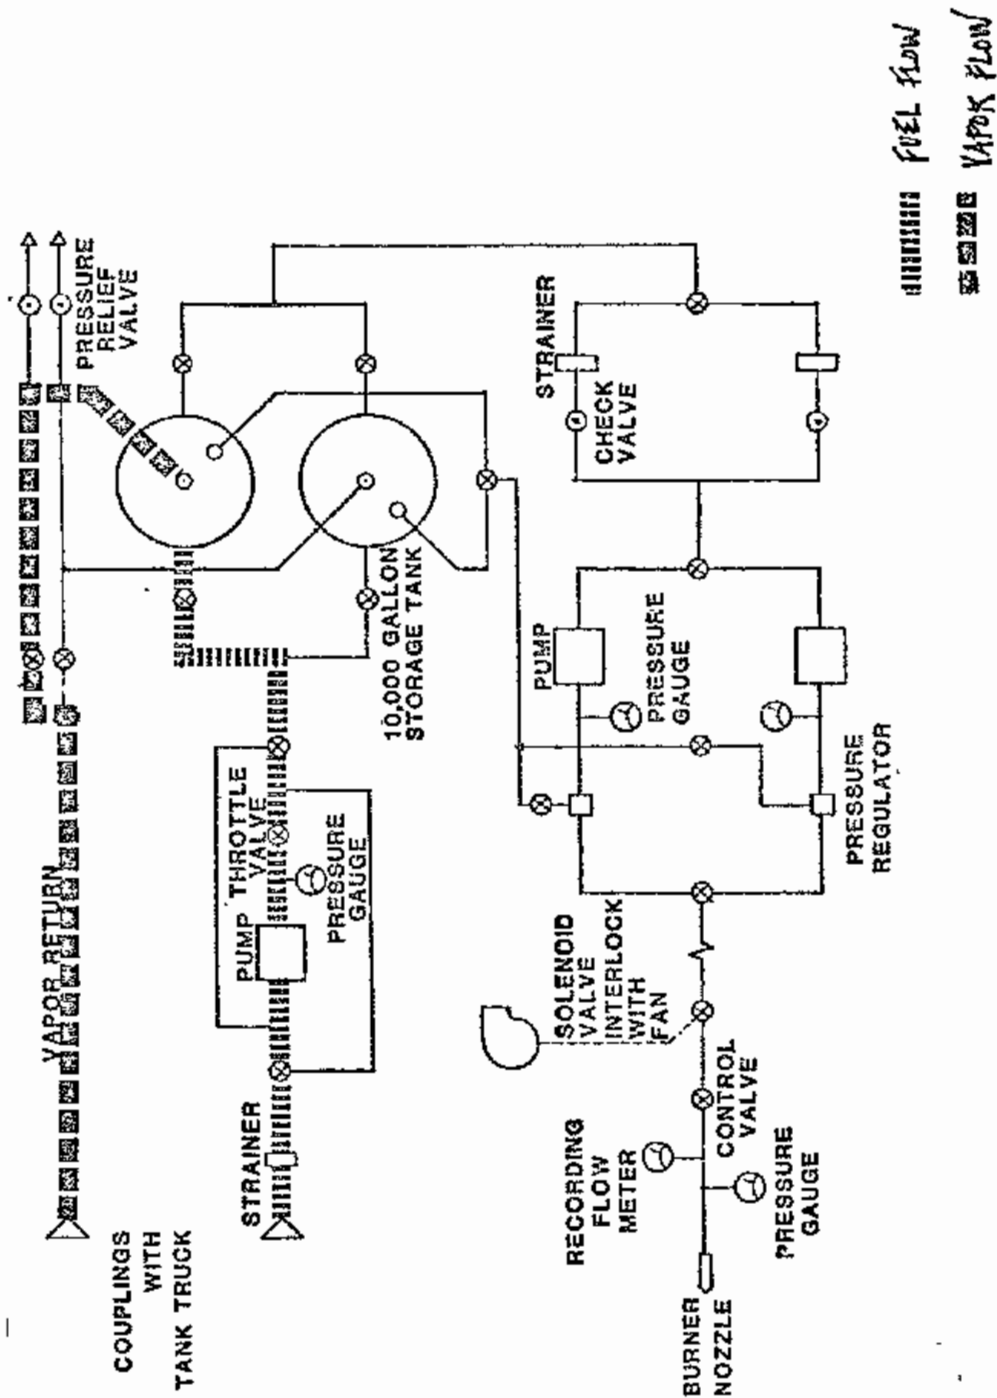 FUEL FLOW
VAPOR FLOW
PRESSURE
RELIEF
VALVE
VAPOR RETURN
COUPLINGS
WITH
TANK TRUCK
STRAINER
PUMP
THROTTLE
VALVE
PRESSURE
GAUGE
10,000 GALLON
STORAGE TANK
STRAINER
CHECK
VALVE
PUMP
PRESSURE
GAUGE
PRESSURE
REGULATOR
SOLENOID
VALVE
INTERLOCK
WITH
FAN
CONTROL
VALVE
RECORDING
FLOW
METER
PRESSURE
GAUGE
BURNER
NOZZLE